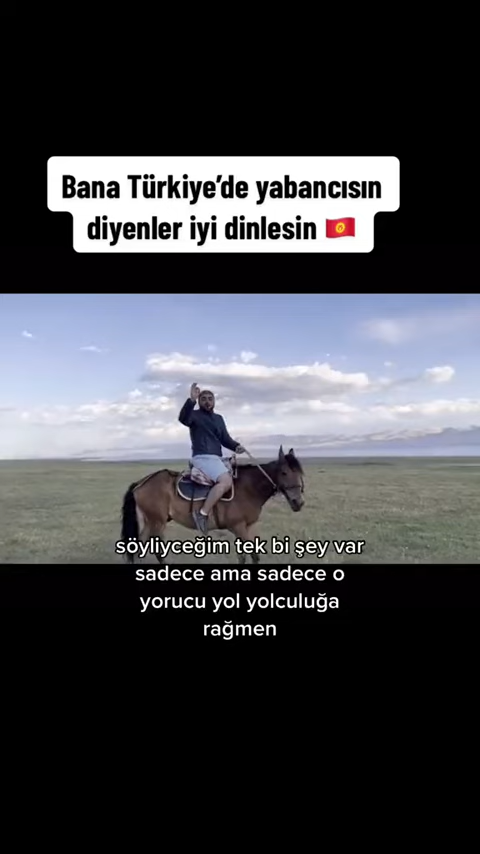 Bana Türkiye’de yabancısın
diyenler iyi dinlesin 🇰🇬
söyliyceğim tek bi şey var
sadece ama sadece o
yorucu yol yolculuğa
rağmen